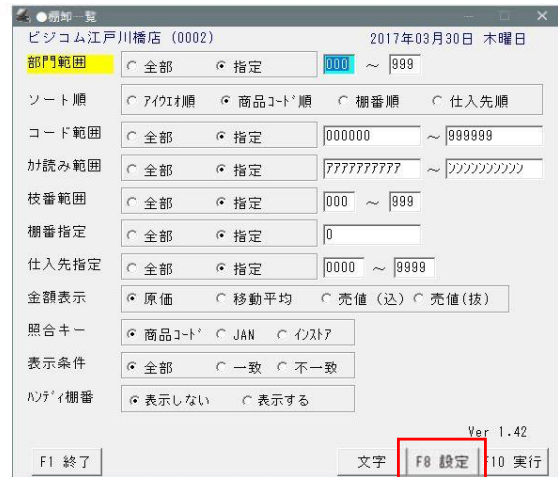 ●棚卸一覧
ビジコム江戸川橋店 (0002) 2017年03月30日 木曜日
部門範囲 全部 指定 000 ～ 999
ソート順 アイウエオ順 商品コード順 棚番順 仕入先順
コード範囲 全部 指定 000000 ～ 999999
カナ読み範囲 全部 指定 アアアアアアアアアア ～ ンンンンンンンンンン
枝番範囲 全部 指定 000 ～ 999
棚番指定 全部 指定 0
仕入先指定 全部 指定 0000 ～ 9999
金額表示 原価 移動平均 売価 (込) 売価(抜)
照合キー 商品コード JAN インストア
表示条件 全部 一致 不一致
ハンディ棚番 表示しない 表示する
Ver 1.42
F1 終了 文字 F8 設定 F10 実行